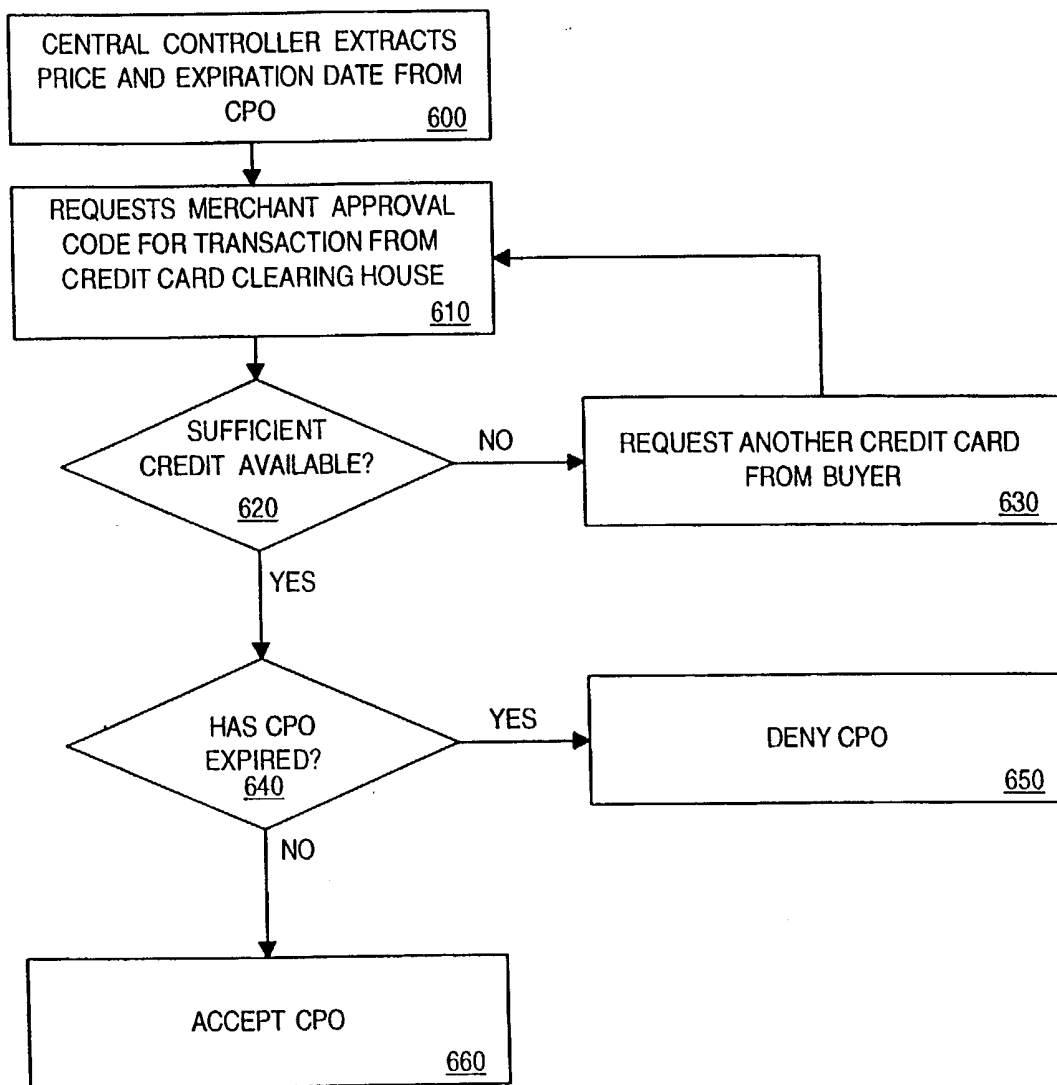 CENTRAL CONTROLLER EXTRACTS
PRICE AND EXPIRATION DATE FROM
CPO
600
REQUESTS MERCHANT APPROVAL
CODE FOR TRANSACTION FROM
CREDIT CARD CLEARING HOUSE
610
SUFFICIENT
CREDIT AVAILABLE?
620
NO
REQUEST ANOTHER CREDIT CARD
FROM BUYER
630
YES
HAS CPO
EXPIRED?
640
YES
DENY CPO
650
NO
ACCEPT CPO
660